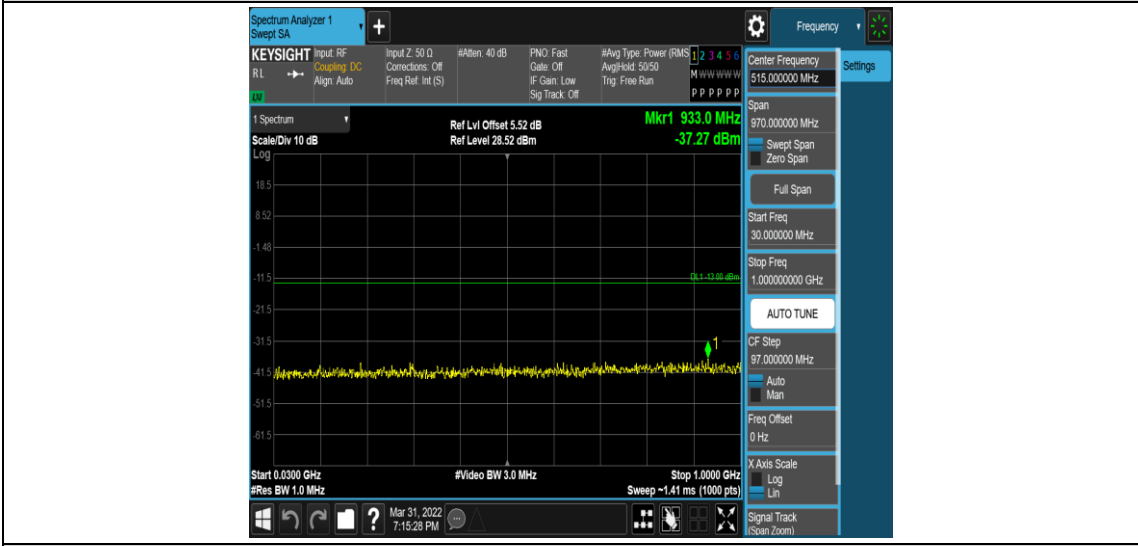 Spectrum Analyzer 1
Swept SA
+
Frequency
KEYSIGHT
RL
Input: RF
Coupling: DC
Align: Auto
Input Z: 50 Ω
Corrections: Off
Freq Ref: Int (S)
#Atten: 40 dB
PNO: Fast
Gate: Off
IF Gain: Low
Sig Track: Off
#Avg Type: Power (RMS
Avg|Hold: 50/50
Trig: Free Run
1 2 3 4 5 6
M W W W W W
P P P P P P
1 Spectrum
Scale/Div 10 dB
Log
Ref Lvl Offset 5.52 dB
Ref Level 28.52 dBm
Mkr1 933.0 MHz
-37.27 dBm
18.5
8.52
-1.48
-11.5
DL1 -13.00 dBm
-21.5
-31.5
1
-41.5
-51.5
-61.5
Start 0.0300 GHz
#Res BW 1.0 MHz
#Video BW 3.0 MHz
Stop 1.0000 GHz
Sweep ~1.41 ms (1000 pts)
?
Mar 31, 2022
7:15:28 PM
Center Frequency
515.000000 MHz
Settings
Span
970.000000 MHz
Swept Span
Zero Span
Full Span
Start Freq
30.000000 MHz
Stop Freq
1.000000000 GHz
AUTO TUNE
CF Step
97.000000 MHz
Auto
Man
Freq Offset
0 Hz
X Axis Scale
Log
Lin
Signal Track
(Span Zoom)